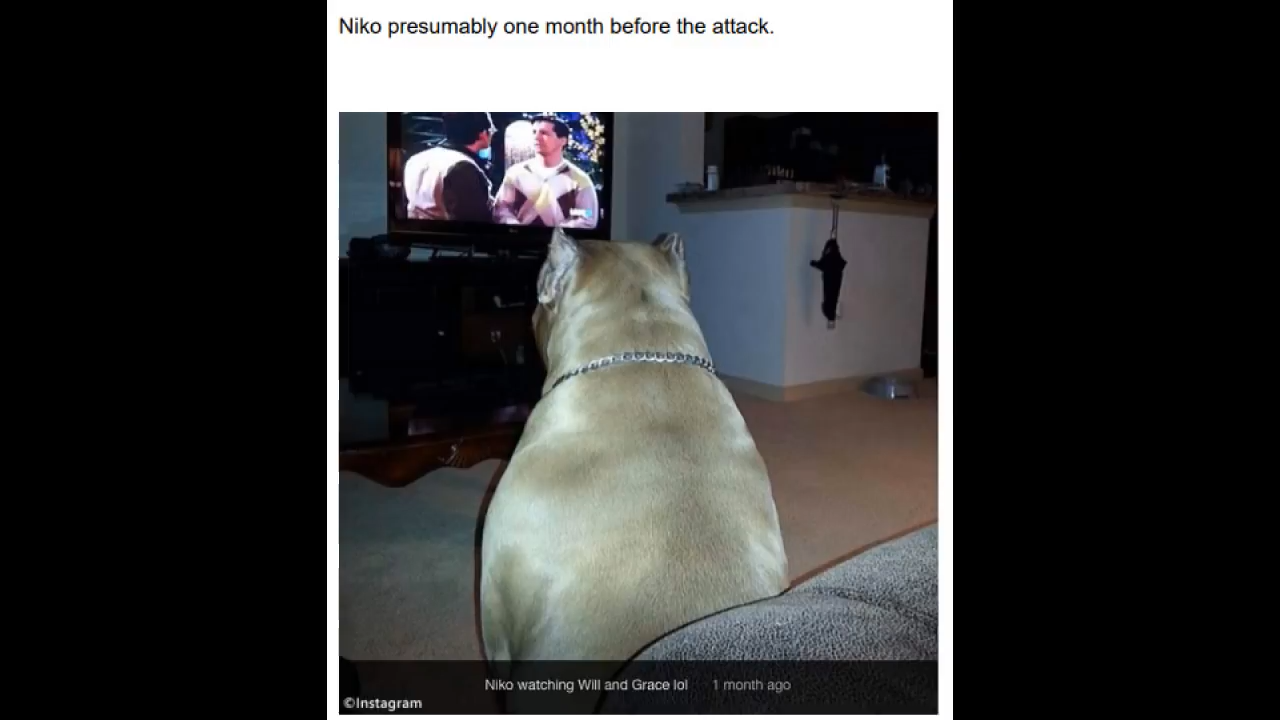 Niko presumably one month before the attack.
Niko watching Will and Grace lol 1 month ago
©Instagram